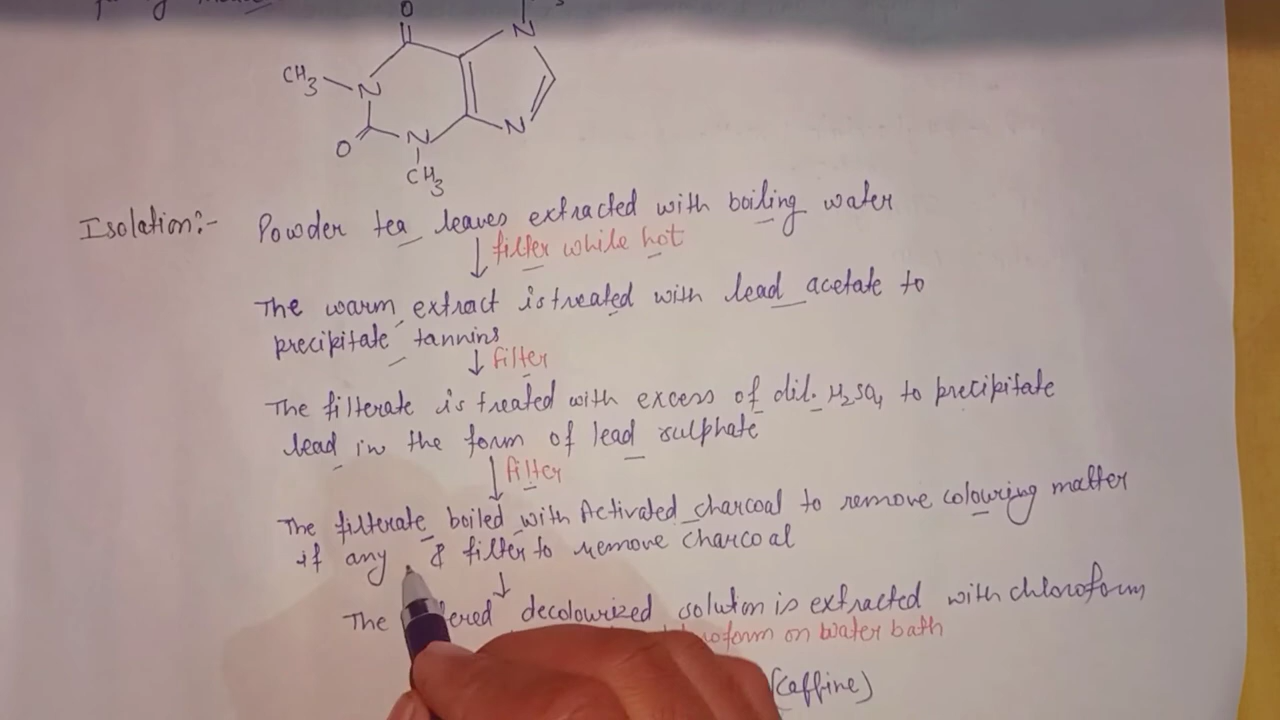 O
N
CH3
N
O
N
N
CH3
Isolation:- Powder tea leaves extracted with boiling water
filter while hot
The warm extract is treated with lead acetate to
precipitate tannins
filter
The filterate is treated with excess of dil. H2SO4 to precipitate
lead in the form of lead sulphate
filter
The filterate boiled with Activated charcoal to remove colouring matter
if any & filter to remove charcoal
The decolourized soluton is extracted with chloroform
on water bath
(caffine)